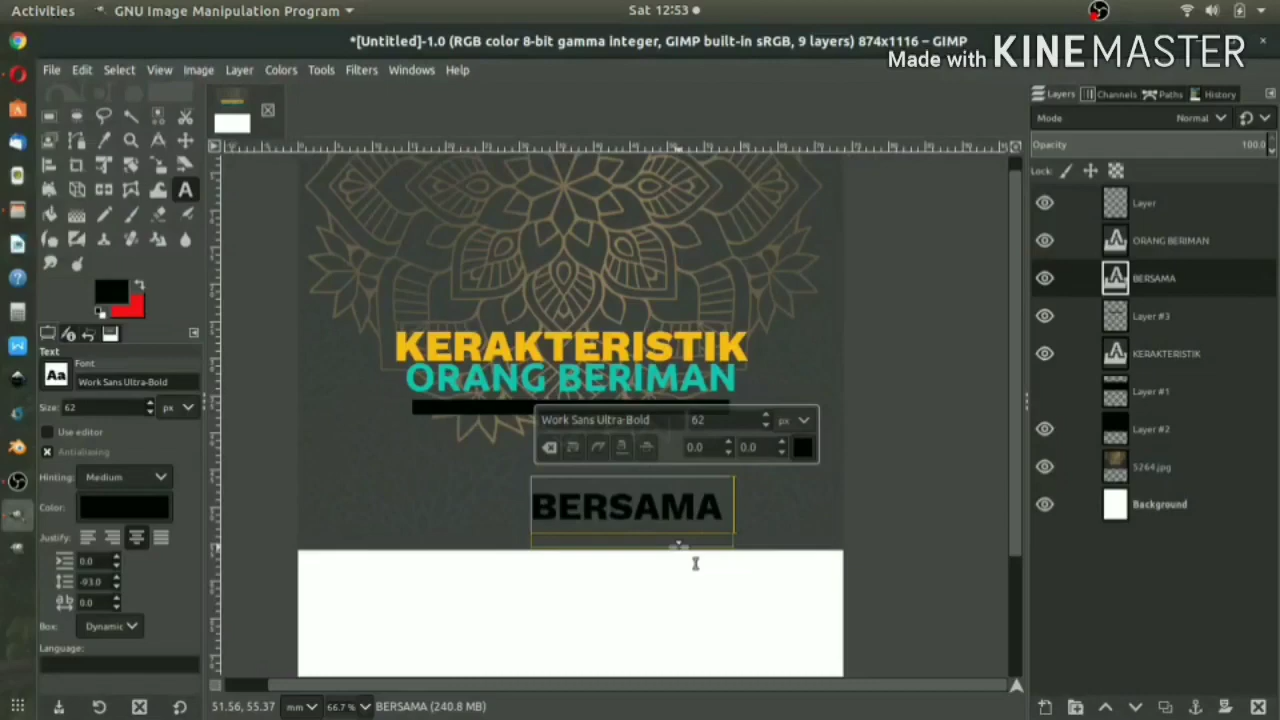 Activities
GNU Image Manipulation Program
Sat 12:53
*[Untitled]-1.0 (RGB color 8-bit gamma integer, GIMP built-in sRGB, 9 layers) 874x1116 – GIMP
Made with KINEMASTER
File Edit Select View Image Layer Colors Tools Filters Windows Help
Layers Channels Paths History
Mode Normal
Opacity 100.0
Lock:
Layer
ORANG BERIMAN
BERSAMA
Layer #3
KERAKTERISTIK
Layer #1
Layer #2
5264.jpg
Background
KERAKTERISTIK
ORANG BERIMAN
Work Sans Ultra-Bold 62 px
0.0 0.0
BERSAMA
Text
Font
Aa Work Sans Ultra-Bold
Size: 62 px
Use editor
Antialiasing
Hinting: Medium
Color:
Justify:
0.0
-93.0
0.0
Box: Dynamic
Language:
51.56, 55.37 mm 66.7 % BERSAMA (240.8 MB)